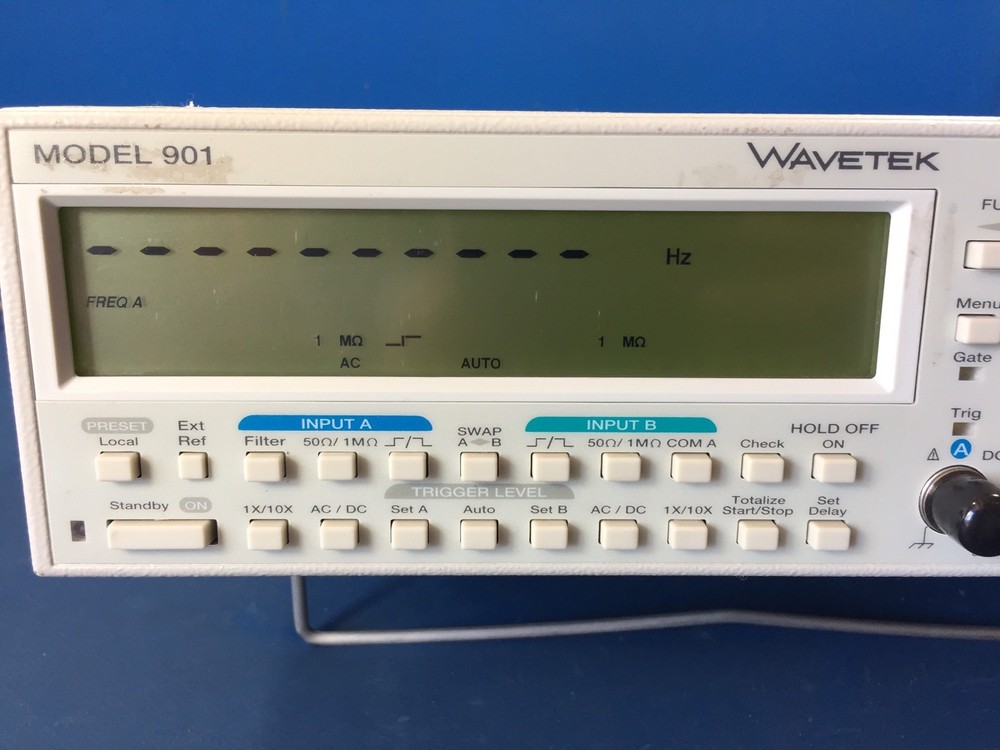 MODEL 901
WAVETEK
FU
- - - - - - - - - - Hz
FREQ A
1 MΩ 1 MΩ
AC AUTO
Menu
Gate
Trig
A DC
PRESET
Local
Ext
Ref
INPUT A
Filter 50Ω/1MΩ
SWAP
A B
INPUT B
50Ω/1MΩ COM A
Check
HOLD OFF
ON
Standby ON
TRIGGER LEVEL
1X/10X AC/DC Set A Auto Set B AC/DC 1X/10X
Totalize
Start/Stop
Set
Delay